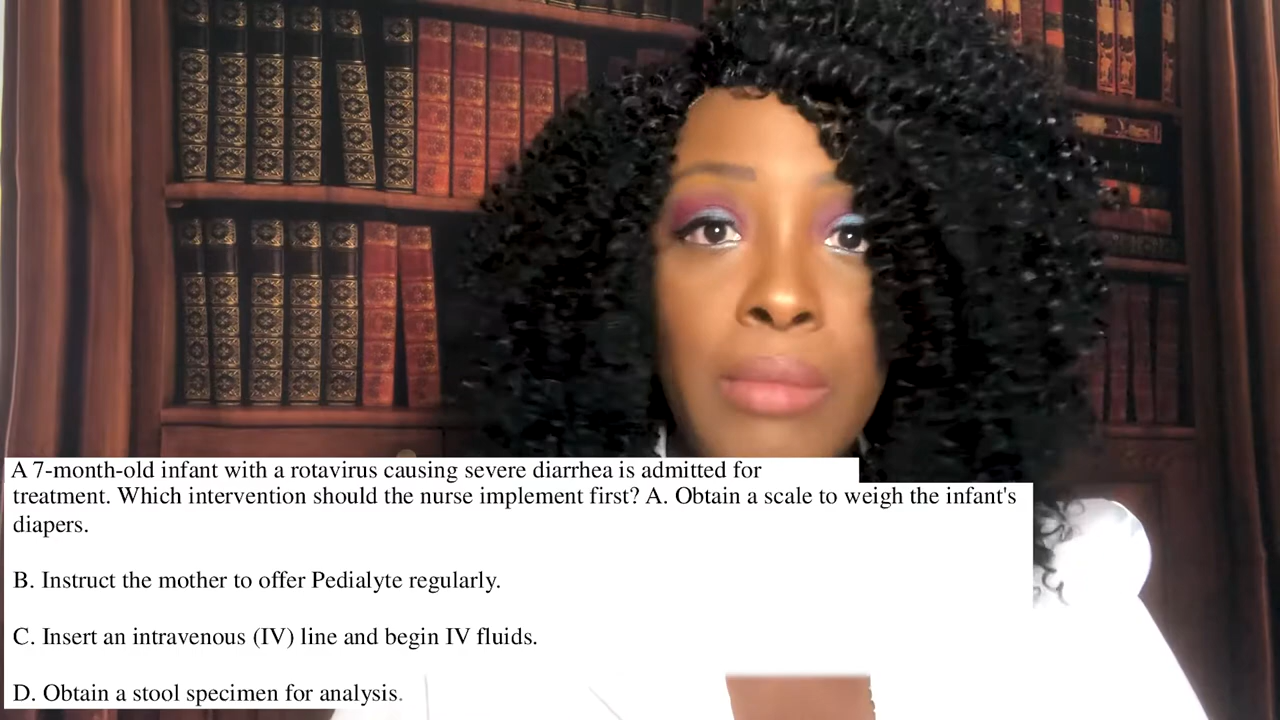 A 7-month-old infant with a rotavirus causing severe diarrhea is admitted for
treatment. Which intervention should the nurse implement first? A. Obtain a scale to weigh the infant's
diapers.
B. Instruct the mother to offer Pedialyte regularly.
C. Insert an intravenous (IV) line and begin IV fluids.
D. Obtain a stool specimen for analysis.